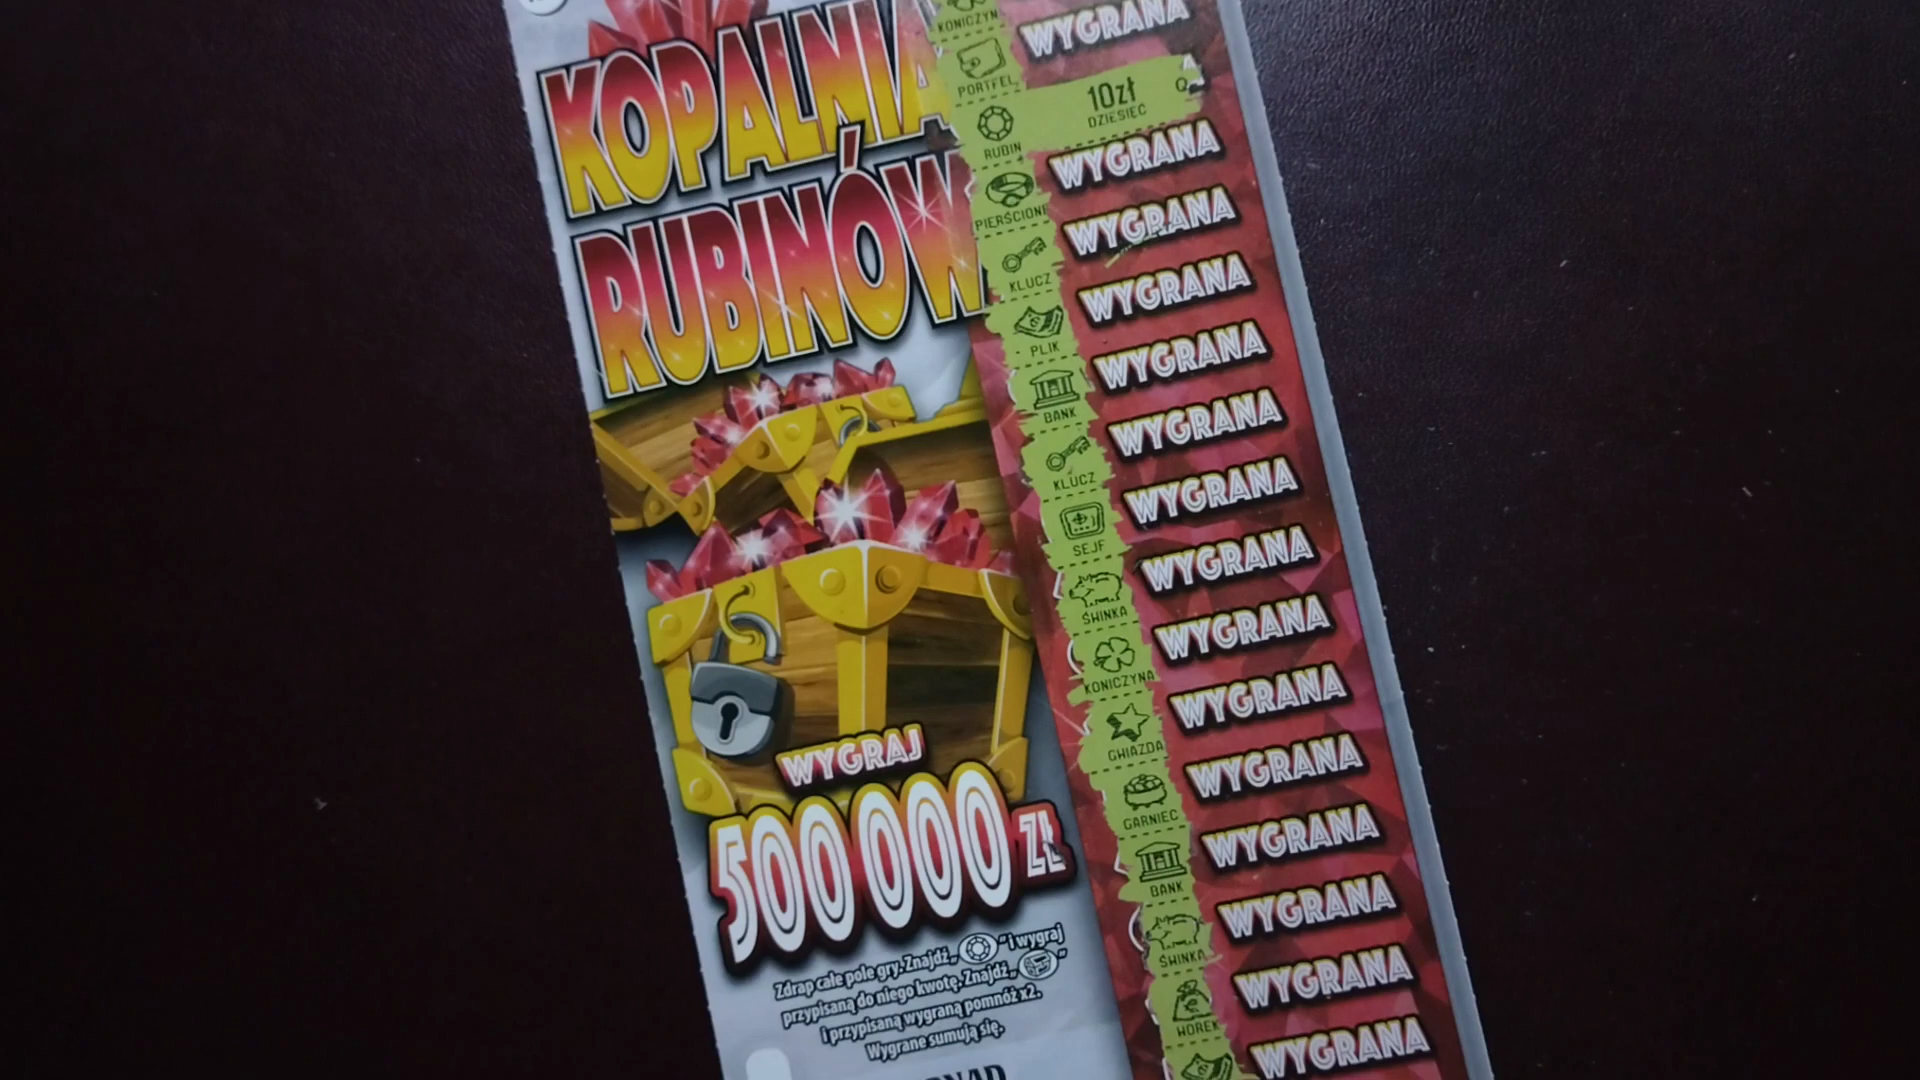 KOPALNIA
RUBINÓW
WYGRAJ
500 000 ZŁ
Zdrap całe pole gry. Znajdź „ ” i wygraj
przypisaną do niego kwotę. Znajdź „ ”
i przypisaną wygraną pomnóż x2.
Wygrane sumują się.
KONICZYN
WYGRANA
PORTFEL
10zł
DZIESIĘĆ
RUBIN
WYGRANA
PIERŚCIONE
WYGRANA
KLUCZ
WYGRANA
PLIK
WYGRANA
BANK
WYGRANA
KLUCZ
WYGRANA
SEJF
WYGRANA
ŚWINKA
WYGRANA
KONICZYNA
WYGRANA
GWIAZDA
WYGRANA
GARNIEC
WYGRANA
BANK
WYGRANA
ŚWINKA
WYGRANA
WOREK
WYGRANA